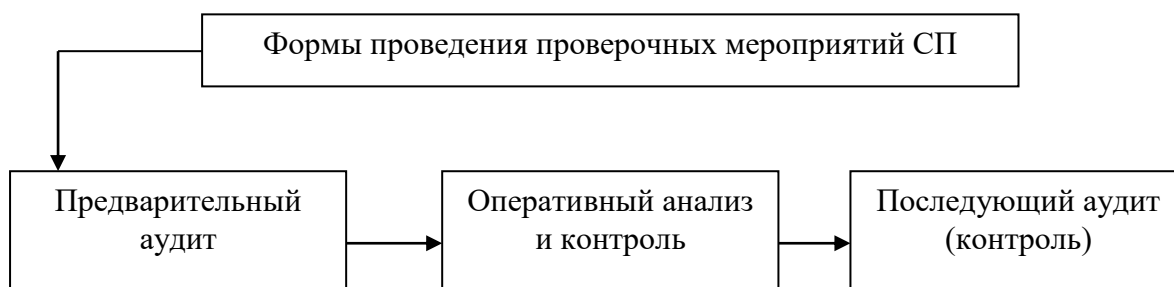 Формы проведения проверочных мероприятий СП
Предварительный
аудит
Оперативный анализ
и контроль
Последующий аудит
(контроль)